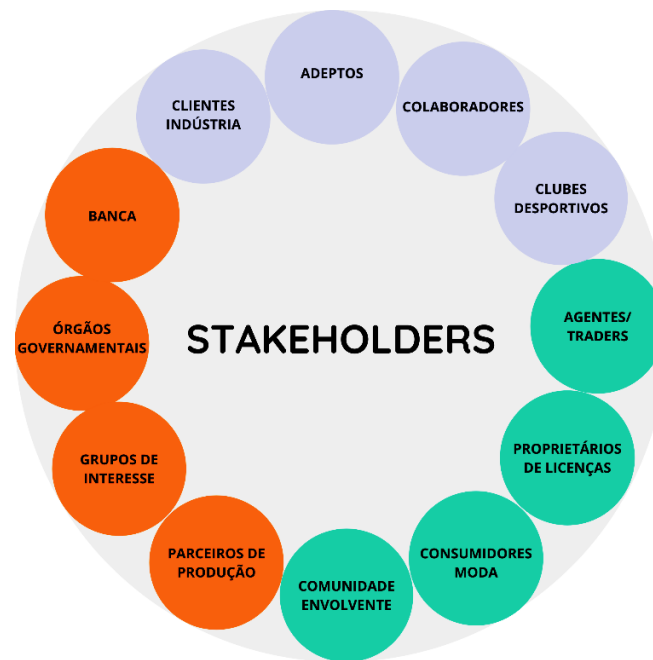 ADEPTOS
CLIENTES
INDÚSTRIA
COLABORADORES
CLUBES
DESPORTIVOS
BANCA
AGENTES/
TRADERS
ÓRGÃOS
GOVERNAMENTAIS
STAKEHOLDERS
GRUPOS DE
INTERESSE
PROPRIETÁRIOS
DE LICENÇAS
PARCEIROS DE
PRODUÇÃO
CONSUMIDORES
MODA
COMUNIDADE
ENVOLVENTE